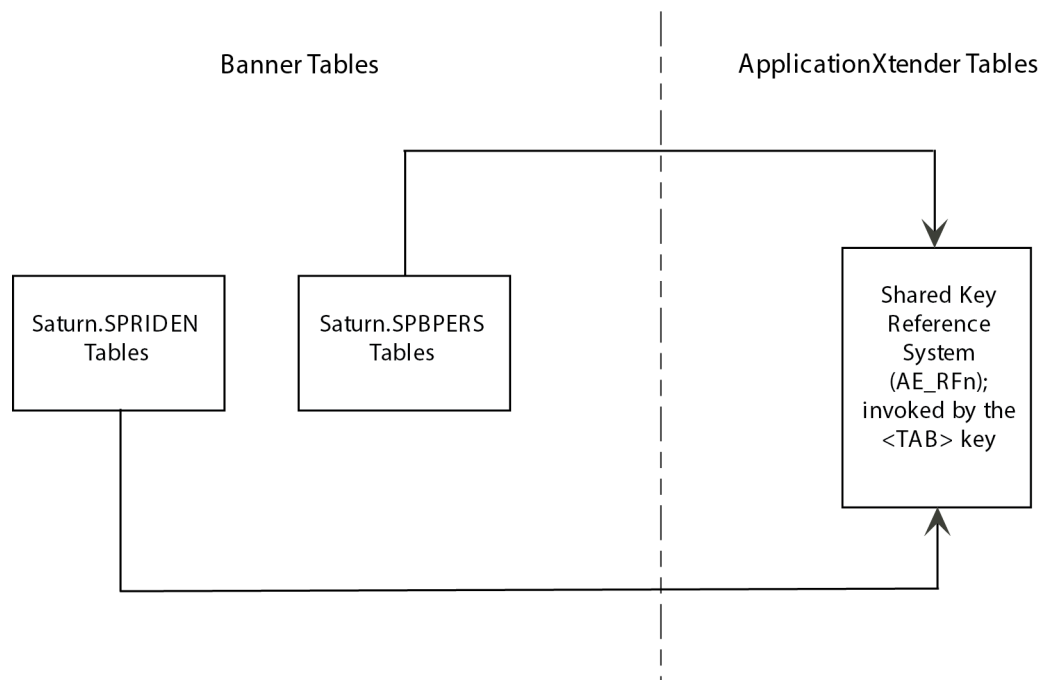 Banner Tables
ApplicationXtender Tables
Saturn.SPRIDEN
Tables
Saturn.SPBPERS
Tables
Shared Key
Reference
System
(AE_RFn);
invoked by the
<TAB> key